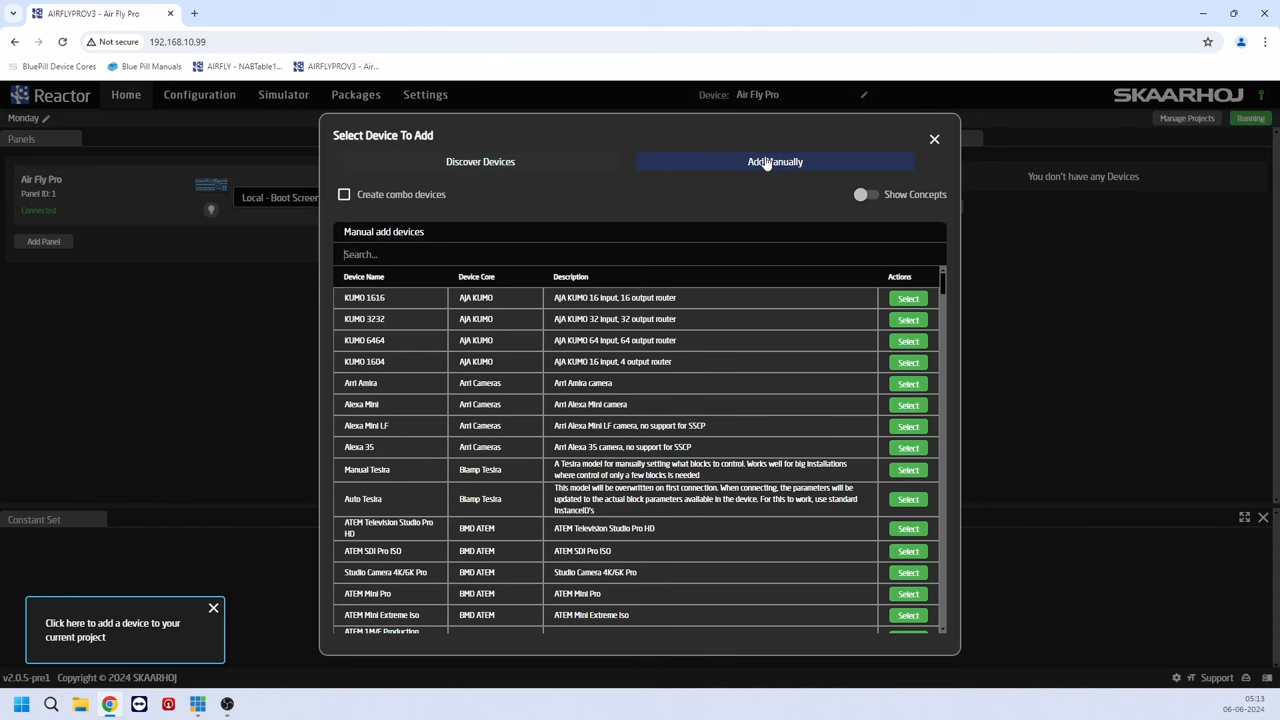 AIRFLYPROV3 - Air Fly Pro
Not secure 192.168.10.99
BluePill Device Cores Blue Pill Manuals AIRFLY - NABTable1... AIRFLYPROV3 - Air...
Reactor Home Configuration Simulator Packages Settings Device: Air Fly Pro SKAARHOJ
Monday Manage Projects Running
Panels
Air Fly Pro
Panel ID: 1
Connected
Local - Boot Screen
Add Panel
You don't have any Devices
Select Device To Add
Discover Devices Add Manually
Create combo devices Show Concepts
Manual add devices
Search...
Device Name Device Core Description Actions
KUMO 1616 AJA KUMO AJA KUMO 16 input, 16 output router Select
KUMO 3232 AJA KUMO AJA KUMO 32 input, 32 output router Select
KUMO 6464 AJA KUMO AJA KUMO 64 input, 64 output router Select
KUMO 1604 AJA KUMO AJA KUMO 16 input, 4 output router Select
Arri Amira Arri Cameras Arri Amira camera Select
Alexa Mini Arri Cameras Arri Alexa Mini camera Select
Alexa Mini LF Arri Cameras Arri Alexa Mini LF camera, no support for SSCP Select
Alexa 35 Arri Cameras Arri Alexa 35 camera, no support for SSCP Select
Manual Tesira Biamp Tesira A Tesira model for manually setting what blocks to control. Works well for big installations
where control of only a few blocks is needed Select
Auto Tesira Biamp Tesira This model will be overwritten on first connection. When connecting, the parameters will be
updated to the actual block parameters available in the device. For this to work, use standard
InstanceID's Select
ATEM Television Studio Pro
HD BMD ATEM ATEM Television Studio Pro HD Select
ATEM SDI Pro ISO BMD ATEM ATEM SDI Pro ISO Select
Studio Camera 4K/6K Pro BMD ATEM Studio Camera 4K/6K Pro Select
ATEM Mini Pro BMD ATEM ATEM Mini Pro Select
ATEM Mini Extreme Iso BMD ATEM ATEM Mini Extreme Iso Select
ATEM 1M/E Production
Constant Set
Click here to add a device to your
current project
v2.0.5-pre1 Copyright © 2024 SKAARHOJ Support
05:13
06-06-2024